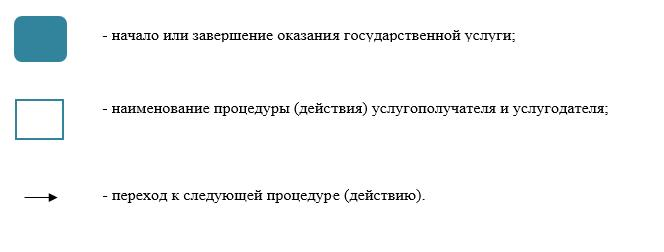 - начало или завершение оказания государственной услуги;
- наименование процедуры (действия) услугополучателя и услугодателя;
- переход к следующей процедуре (действию).